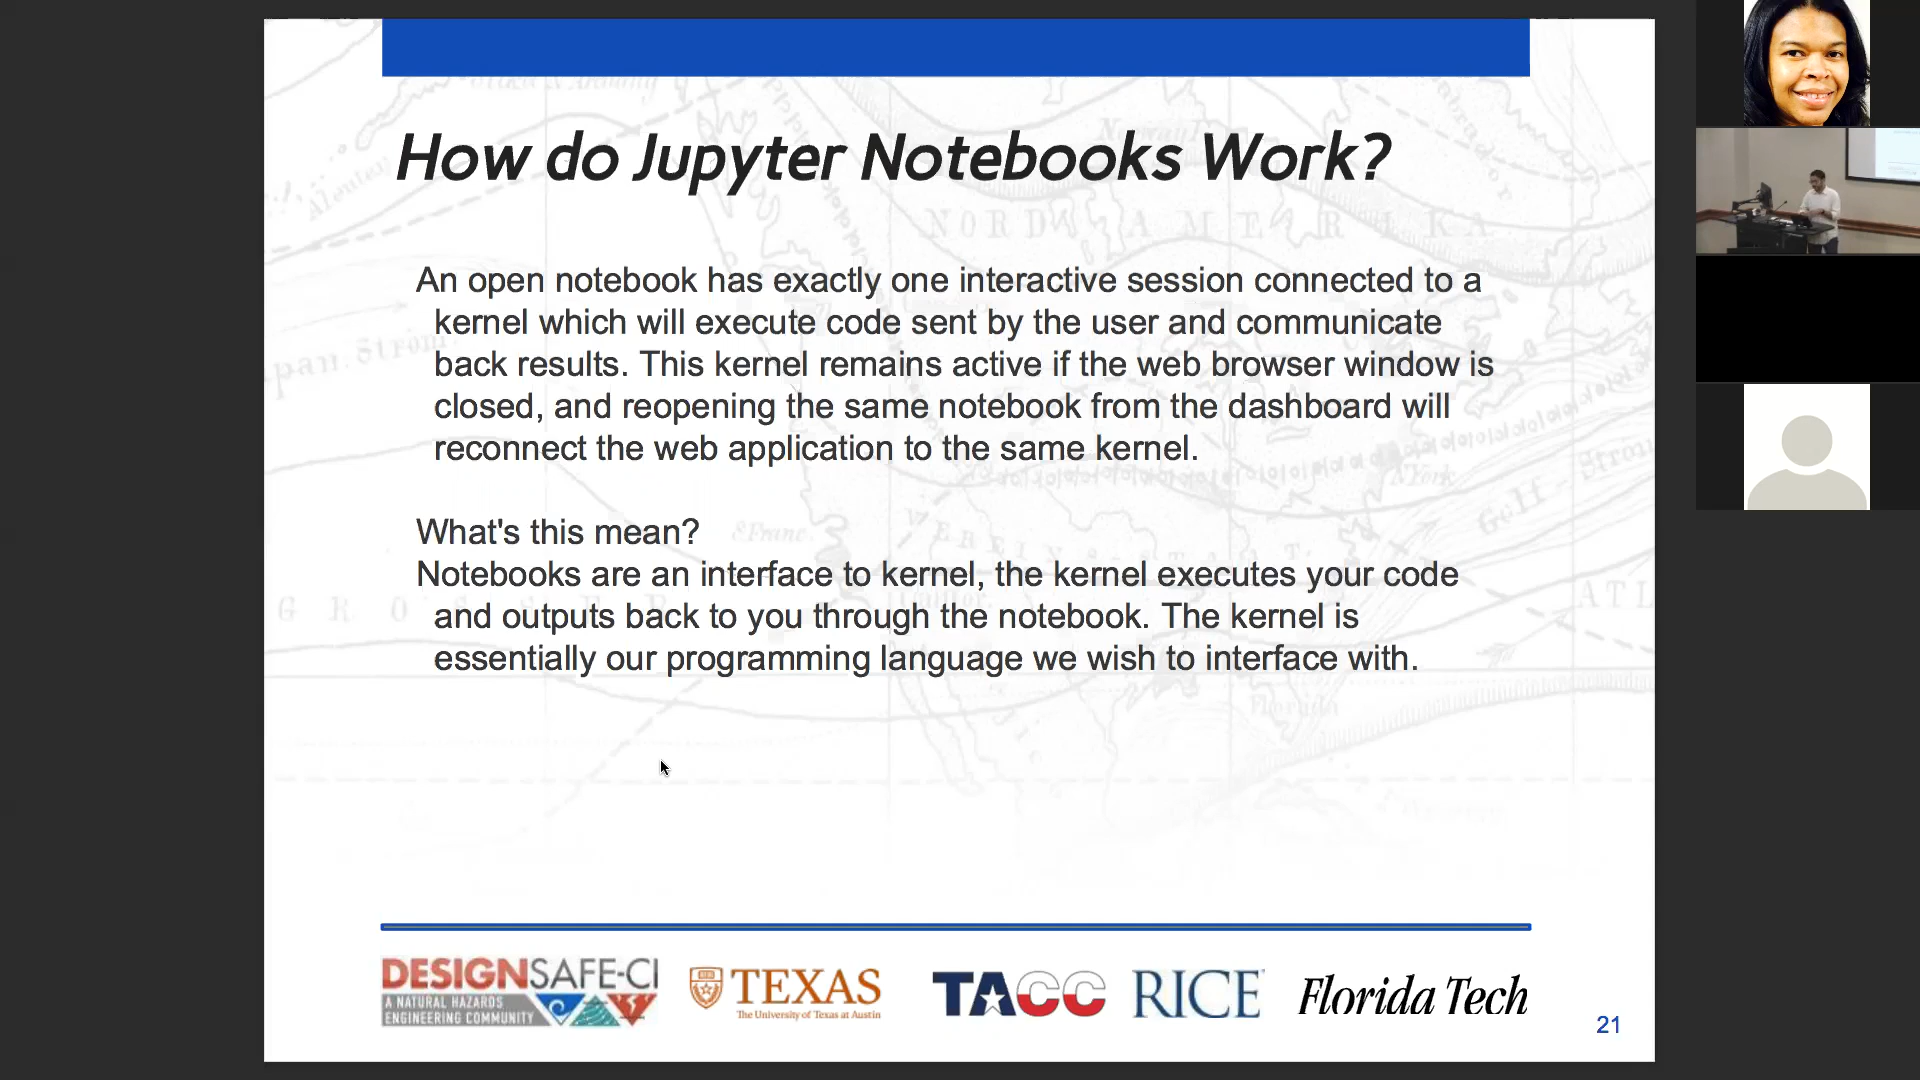 How do Jupyter Notebooks Work?
An open notebook has exactly one interactive session connected to a
kernel which will execute code sent by the user and communicate
back results. This kernel remains active if the web browser window is
closed, and reopening the same notebook from the dashboard will
reconnect the web application to the same kernel.
What's this mean?
Notebooks are an interface to kernel, the kernel executes your code
and outputs back to you through the notebook. The kernel is
essentially our programming language we wish to interface with.
DESIGNSAFE-CI
A NATURAL HAZARDS
ENGINEERING COMMUNITY
TEXAS
The University of Texas at Austin
TACC
RICE
Florida Tech
21